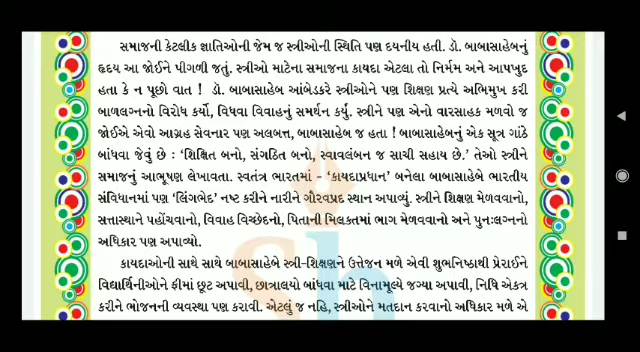 સમાજની કેટલીક જ્ઞાતિઓની જેમ જ સ્ત્રીઓની સ્થિતિ પણ દયનીય હતી. ડૉ. બાબાસાહેબનું
હૃદય આ જોઈને પીગળી જતું. સ્ત્રીઓ માટેના સમાજના કાયદા એટલા તો નિર્મમ અને આપખુદ
હતા કે ન પૂછો વાત ! ડૉ. બાબાસાહેબ આંબેડકરે સ્ત્રીઓને પણ શિક્ષણ પ્રત્યે અભિમુખ કરી
બાળલગ્નનો વિરોધ કર્યો, વિધવા વિવાહનું સમર્થન કર્યું. સ્ત્રીને પણ એનો વારસાહક મળવો જ
જોઈએ એવો આગ્રહ સેવનાર પણ અલબત્ત, બાબાસાહેબ જ હતા ! બાબાસાહેબનું એક સૂત્ર ગાંઠે
બાંધવા જેવું છે : ‘શિક્ષિત બનો, સંગઠિત બનો, સ્વાવલંબન જ સાચી સહાય છે.’ તેઓ સ્ત્રીને
સમાજનું આભૂષણ લેખાવતા. સ્વતંત્ર ભારતમાં - ‘કાયદાપ્રધાન’ બનેલા બાબાસાહેબે ભારતીય
સંવિધાનમાં પણ ‘લિંગભેદ’ નષ્ટ કરીને નારીને ગૌરવપ્રદ સ્થાન અપાવ્યું. સ્ત્રીને શિક્ષણ મેળવવાનો,
સત્તાસ્થાને પહોંચવાનો, વિવાહ વિચ્છેદનો, પિતાની મિલકતમાં ભાગ મેળવવાનો અને પુનઃલગ્નનો
અધિકાર પણ અપાવ્યો.
કાયદાઓની સાથે સાથે બાબાસાહેબે સ્ત્રી-શિક્ષણને ઉત્તેજન મળે એવી શુભનિષ્ઠાથી પ્રેરાઈને
વિદ્યાર્થિનીઓને ફીમાં છૂટ અપાવી, છાત્રાલયો બાંધવા માટે વિનામૂલ્યે જગ્યા અપાવી, નિધિ એકત્ર
કરીને ભોજનની વ્યવસ્થા પણ કરાવી. એટલું જ નહિ, સ્ત્રીઓને મતદાન કરવાનો અધિકાર મળે એ
Sh